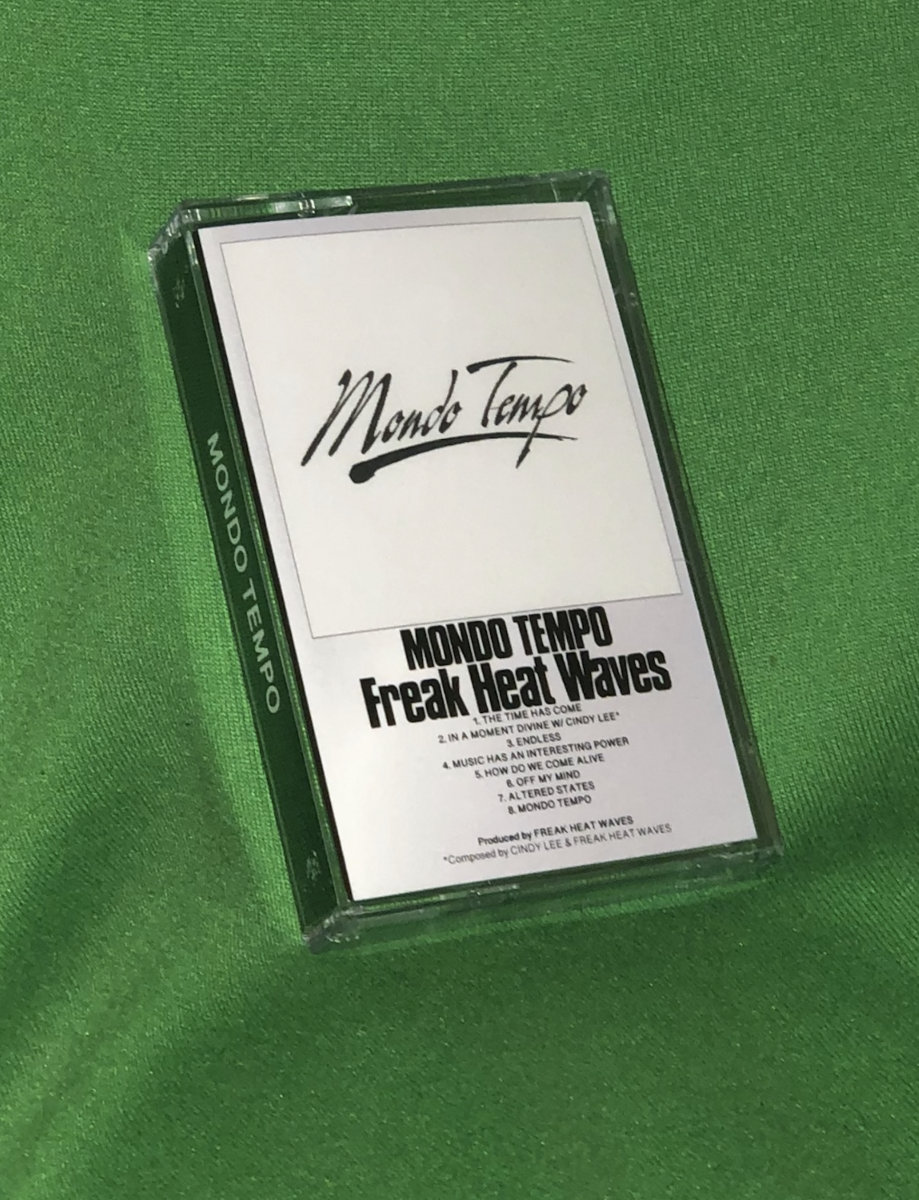 Mondo Tempo
MONDO TEMPO
MONDO TEMPO
Freak Heat Waves
1. THE TIME HAS COME
2. IN A MOMENT DIVINE W/ CINDY LEE*
3. ENDLESS
4. MUSIC HAS AN INTERESTING POWER
5. HOW DO WE COME ALIVE
6. OFF MY MIND
7. ALTERED STATES
8. MONDO TEMPO
Produced by FREAK HEAT WAVES
*Composed by CINDY LEE & FREAK HEAT WAVES